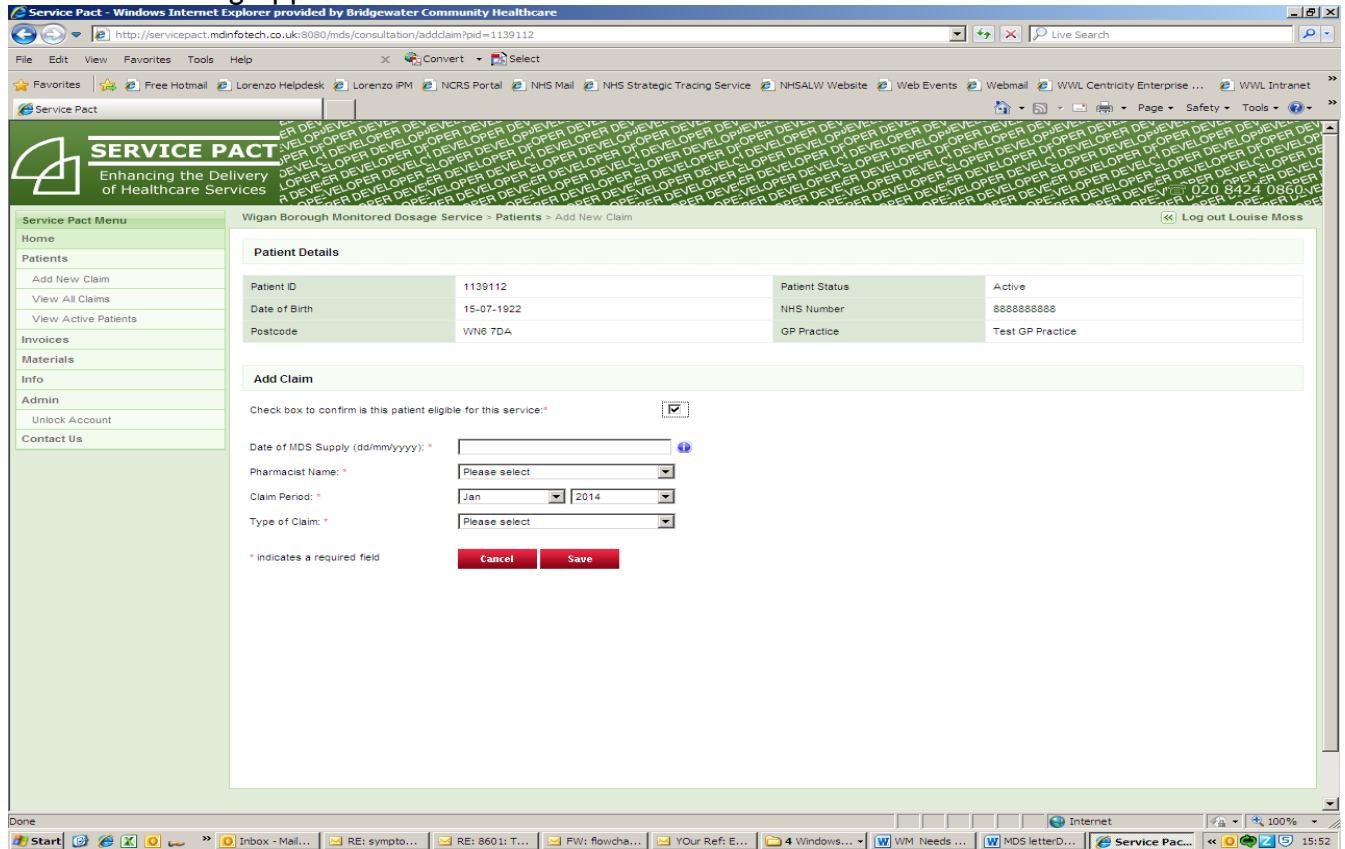 Service Pact - Windows Internet Explorer provided by Bridgewater Community Healthcare
http://servicepact.mdinfotech.co.uk:8080/mds/consultation/addclaim?pid=1139112
Live Search
File Edit View Favorites Tools Help
Convert Select
Favorites Free Hotmail Lorenzo Helpdesk Lorenzo iPM NCRS Portal NHS Mail NHS Strategic Tracing Service NHSALW Website Web Events Webmail WWL Centricity Enterprise ... WWL Intranet
Service Pact
Page Safety Tools
SERVICE PACT
Enhancing the Delivery
of Healthcare Services
020 8424 0860
Service Pact Menu
Home
Patients
Add New Claim
View All Claims
View Active Patients
Invoices
Materials
Info
Admin
Unlock Account
Contact Us
Wigan Borough Monitored Dosage Service > Patients > Add New Claim
Log out Louise Moss
Patient Details
Patient ID 1139112 Patient Status Active
Date of Birth 15-07-1922 NHS Number 8888888888
Postcode WN6 7DA GP Practice Test GP Practice
Add Claim
Check box to confirm is this patient eligible for this service:*
Date of MDS Supply (dd/mm/yyyy): *
Pharmacist Name: * Please select
Claim Period: * Jan 2014
Type of Claim: * Please select
* indicates a required field Cancel Save
Done Internet 100%
Start Inbox - Mail... RE: sympto... RE: 8601: T... FW: flowcha... YOur Ref: E... 4 Windows... WM Needs ... MDS letterD... Service Pac... 15:52